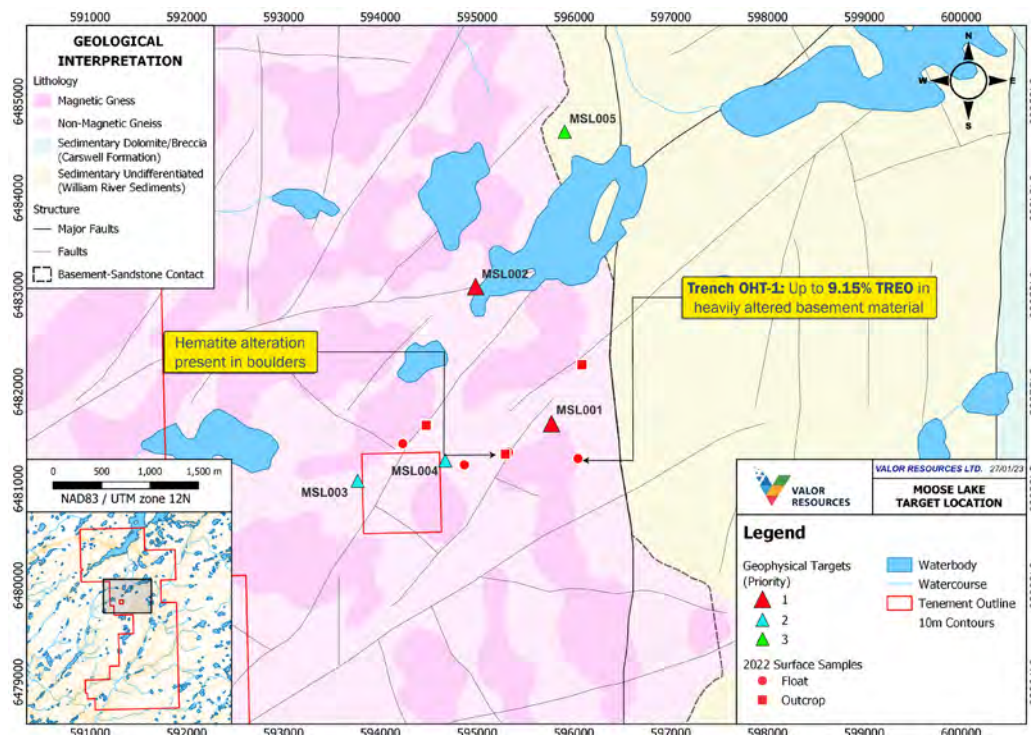 591000 592000 593000 594000 595000 596000 597000 598000 599000 600000
GEOLOGICAL
INTERPRETATION
Lithology
Magnetic Gness
Non-Magnetic Gneiss
Sedimentary Dolomite/Breccia
(Carswell Formation)
Sedimentary Undifferentiated
(William River Sediments)
Structure
Major Faults
Faults
Basement-Sandstone Contact
N
W E
S
6485000
6484000
6483000
6482000
6481000
6480000
6479000
MSL005
MSL002
Trench OHT-1: Up to 9.15% TREO in
heavily altered basement material
Hematite alteration
present in boulders
MSL001
MSL004
MSL003
0 500 1,000 1,500 m
NAD83 / UTM zone 12N
VALOR
RESOURCES
VALOR RESOURCES LTD. 27/01/23
MOOSE LAKE
TARGET LOCATION
Legend
Geophysical Targets
(Priority)
1
2
3
2022 Surface Samples
Float
Outcrop
Waterbody
Watercourse
Tenement Outline
10m Contours
591000 592000 593000 594000 595000 596000 597000 598000 599000 600000